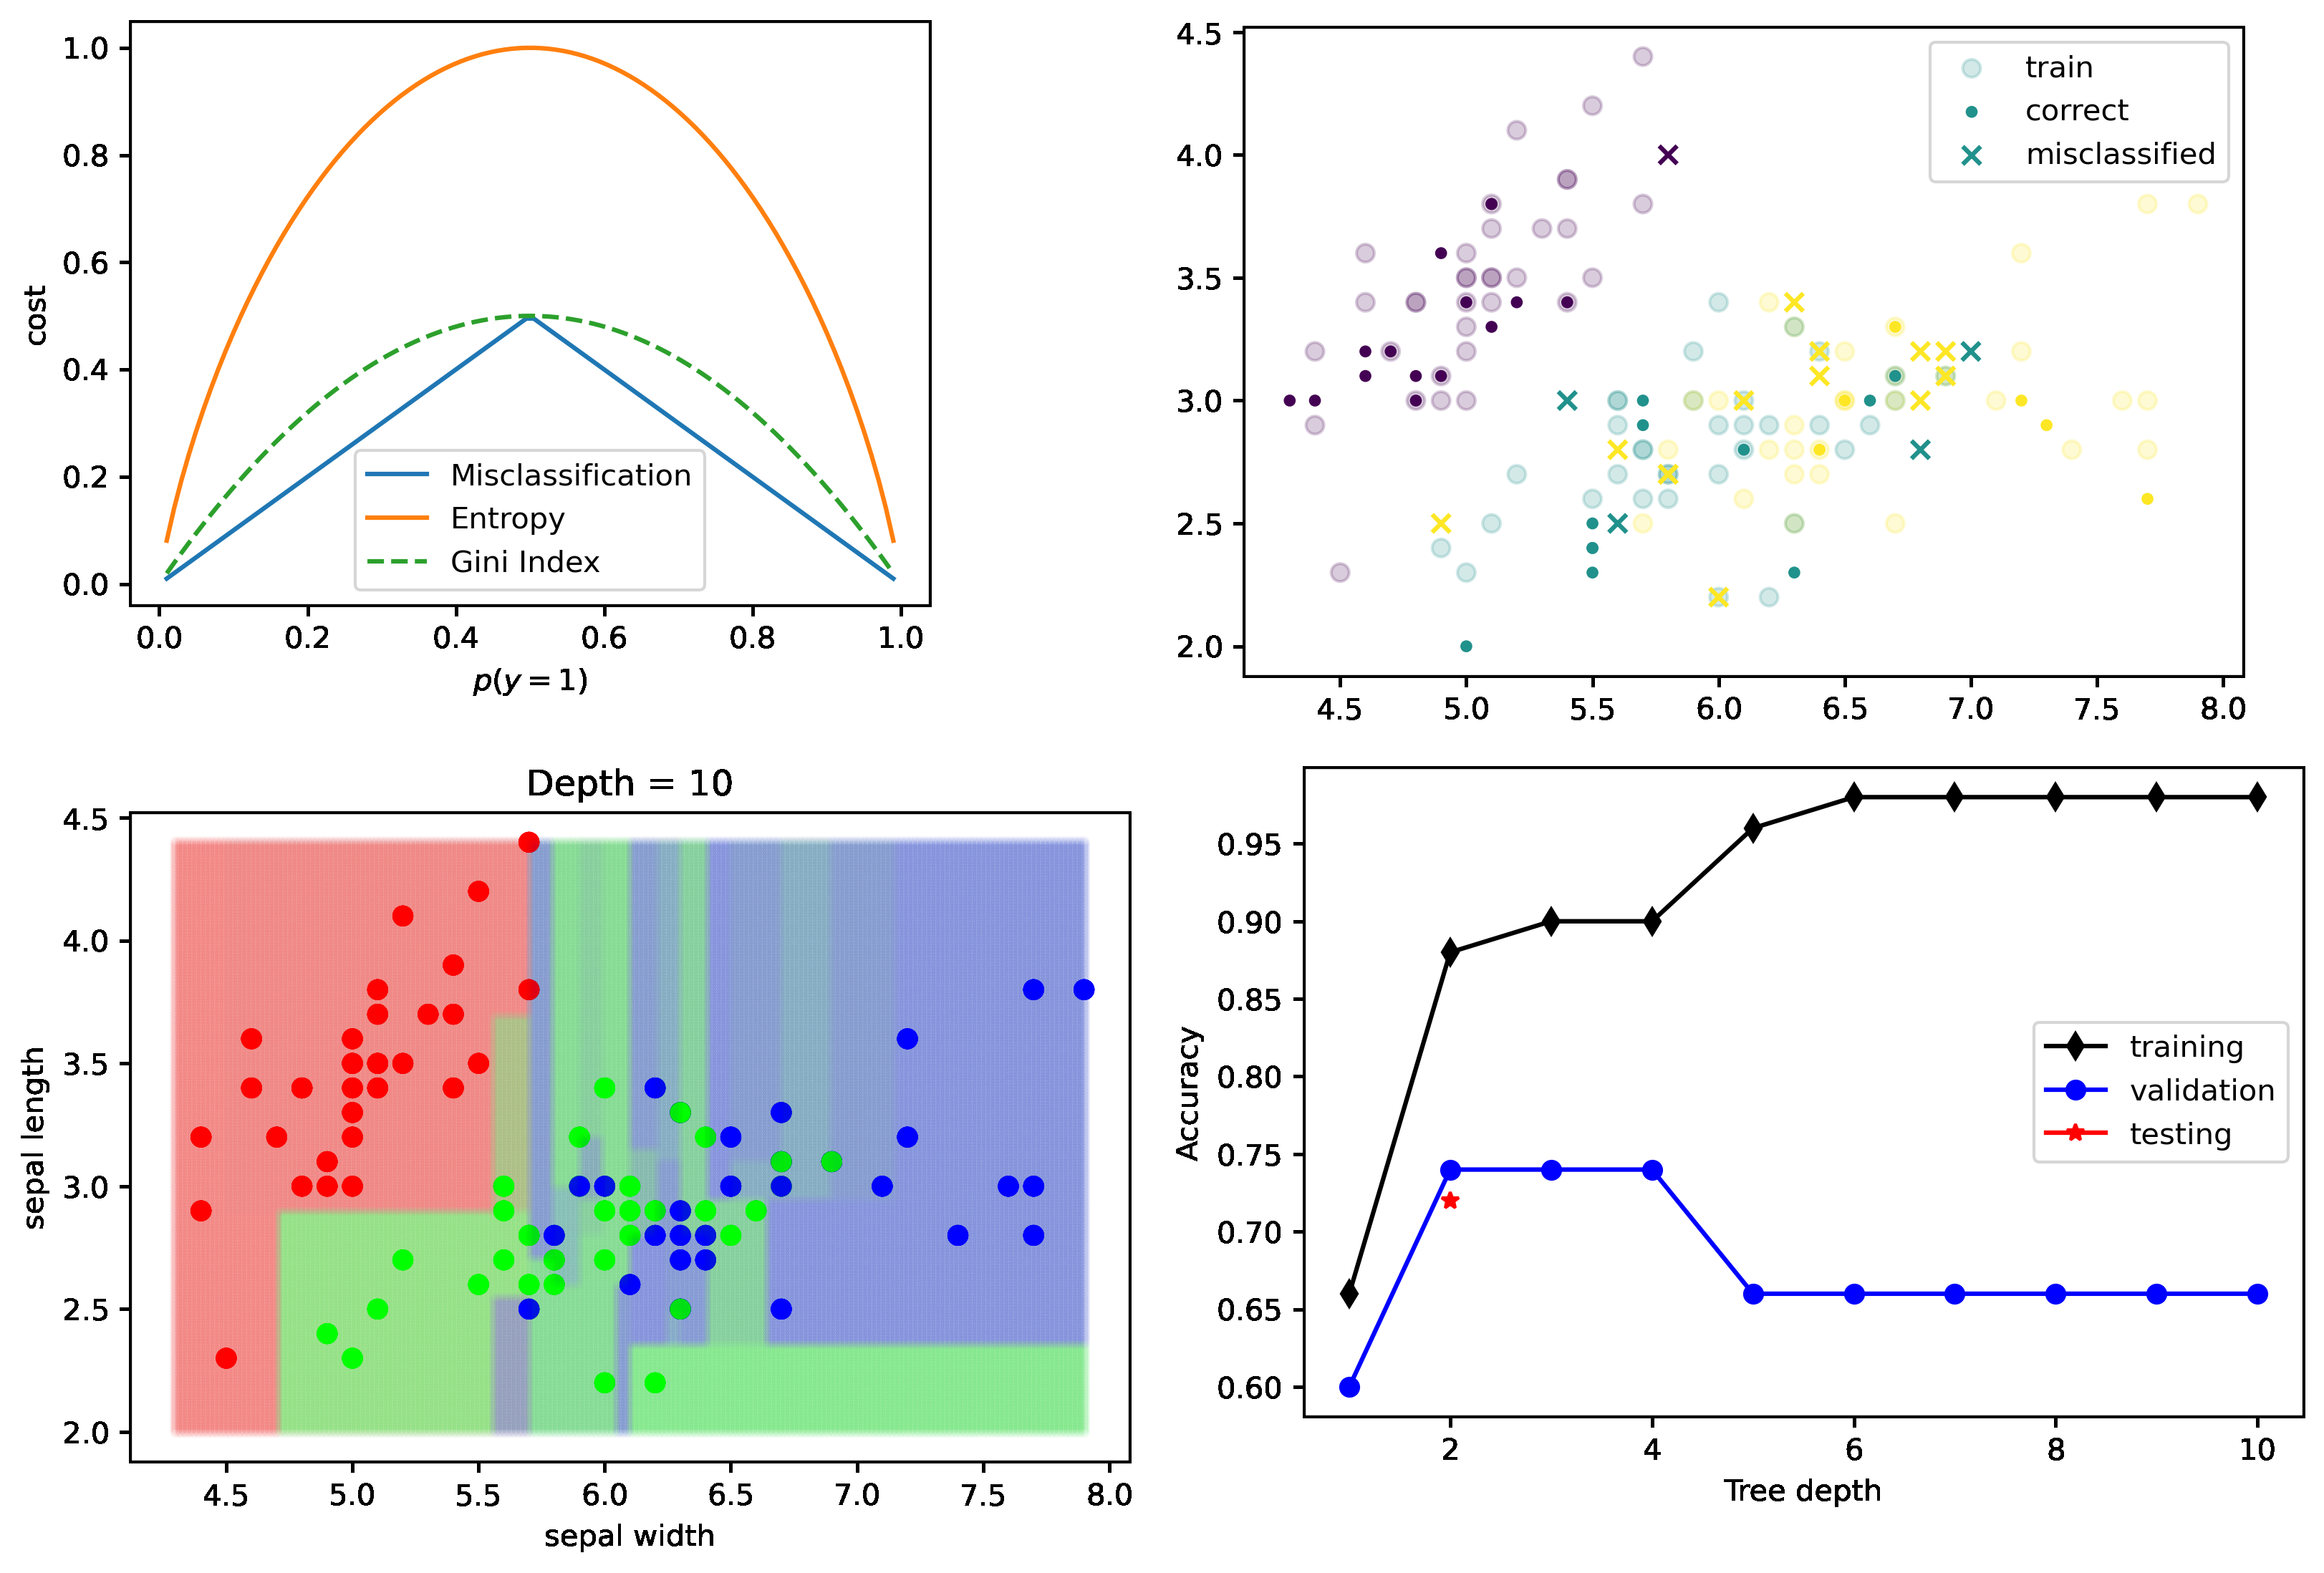 1.0
0.8
0.6
0.4
0.2
0.0
cost
Misclassification
Entropy
Gini Index
0.0 0.2 0.4 0.6 0.8 1.0
p(y = 1)
4.5
4.0
3.5
3.0
2.5
2.0
train
correct
misclassified
4.5 5.0 5.5 6.0 6.5 7.0 7.5 8.0
Depth = 10
4.5
4.0
3.5
3.0
2.5
2.0
sepal length
4.5 5.0 5.5 6.0 6.5 7.0 7.5 8.0
sepal width
0.95
0.90
0.85
0.80
0.75
0.70
0.65
0.60
Accuracy
training
validation
testing
2 4 6 8 10
Tree depth